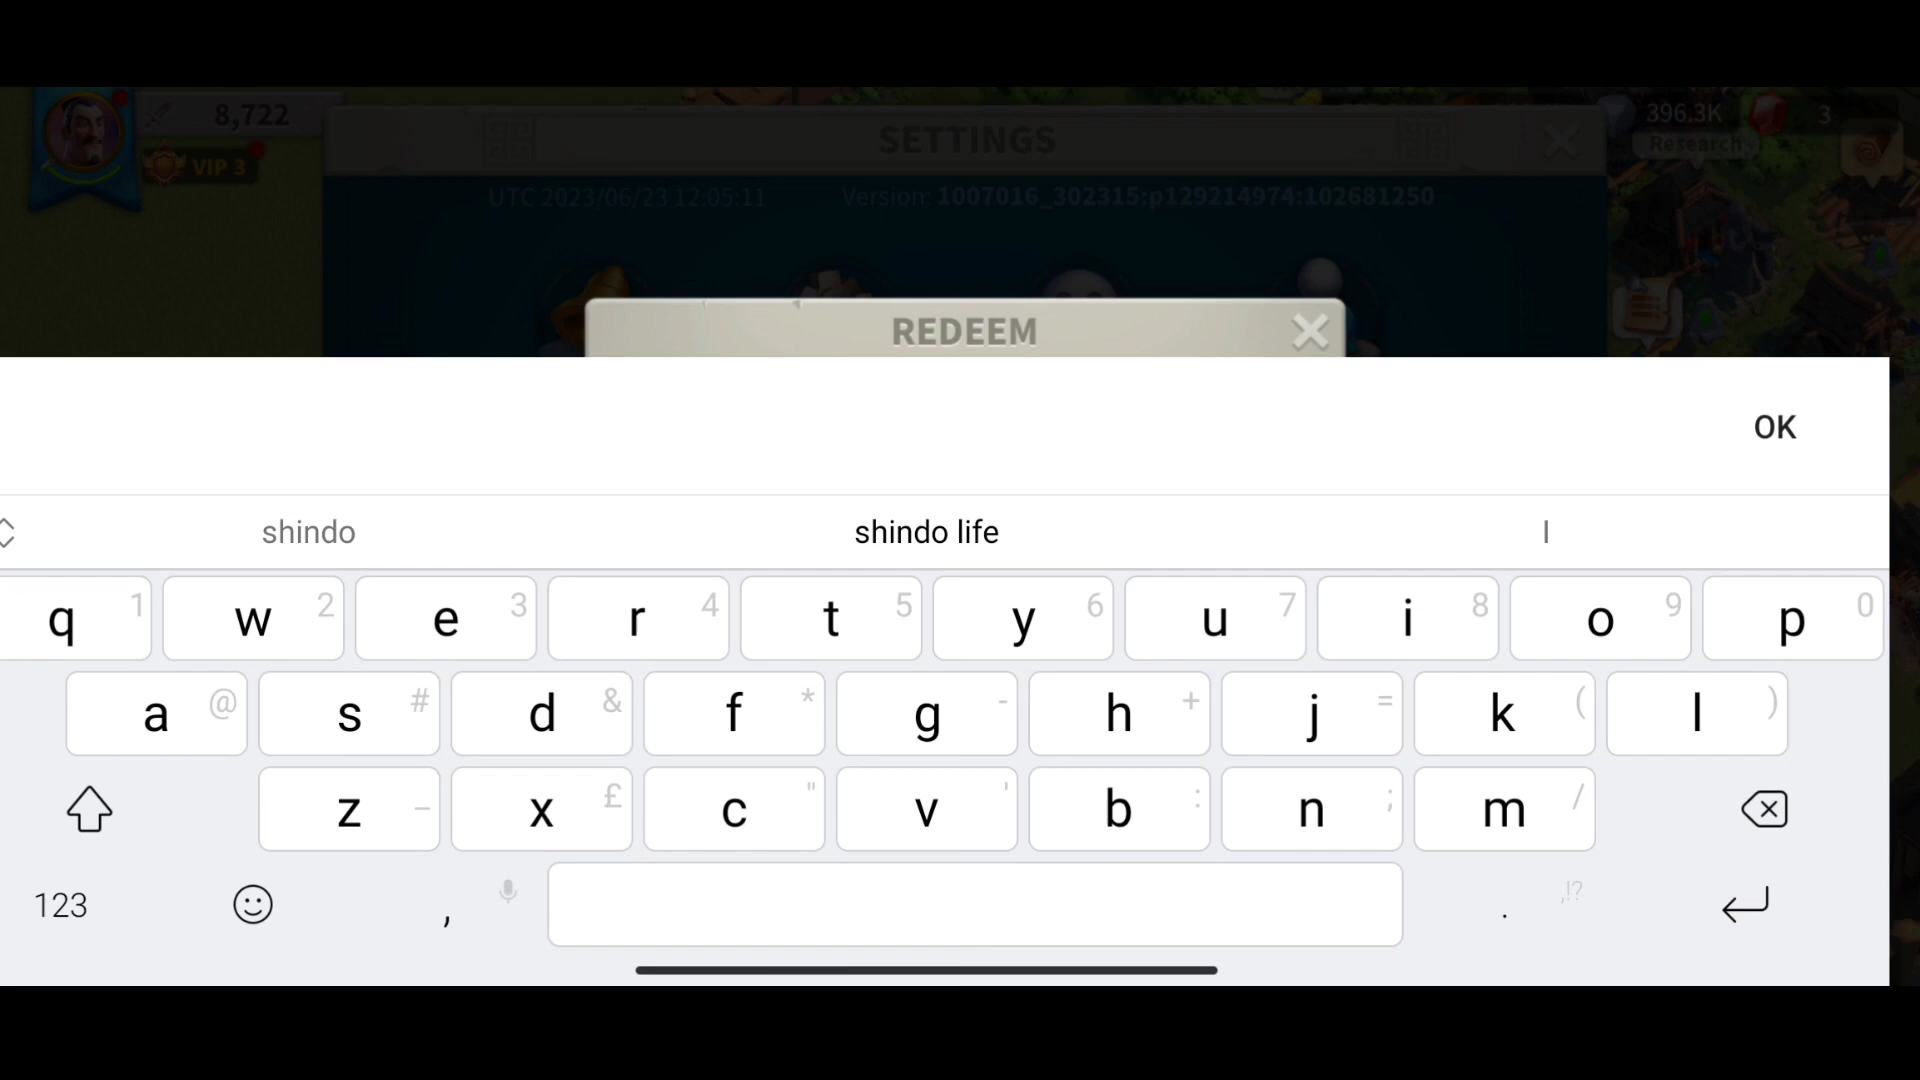 8,722
SETTINGS
396.3K
3
VIP 3
Research
UTC 2023/06/23 12:05:11
Version: 1007016_302315:p129214974:102681250
REDEEM
OK
shindo
shindo life
I
q 1 w 2 e 3 r 4 t 5 y 6 u 7 i 8 o 9 p 0
a @ s # d & f * g - h + j = k ( l )
z _ x £ c " v ' b : n ; m /
123 , . ,!?